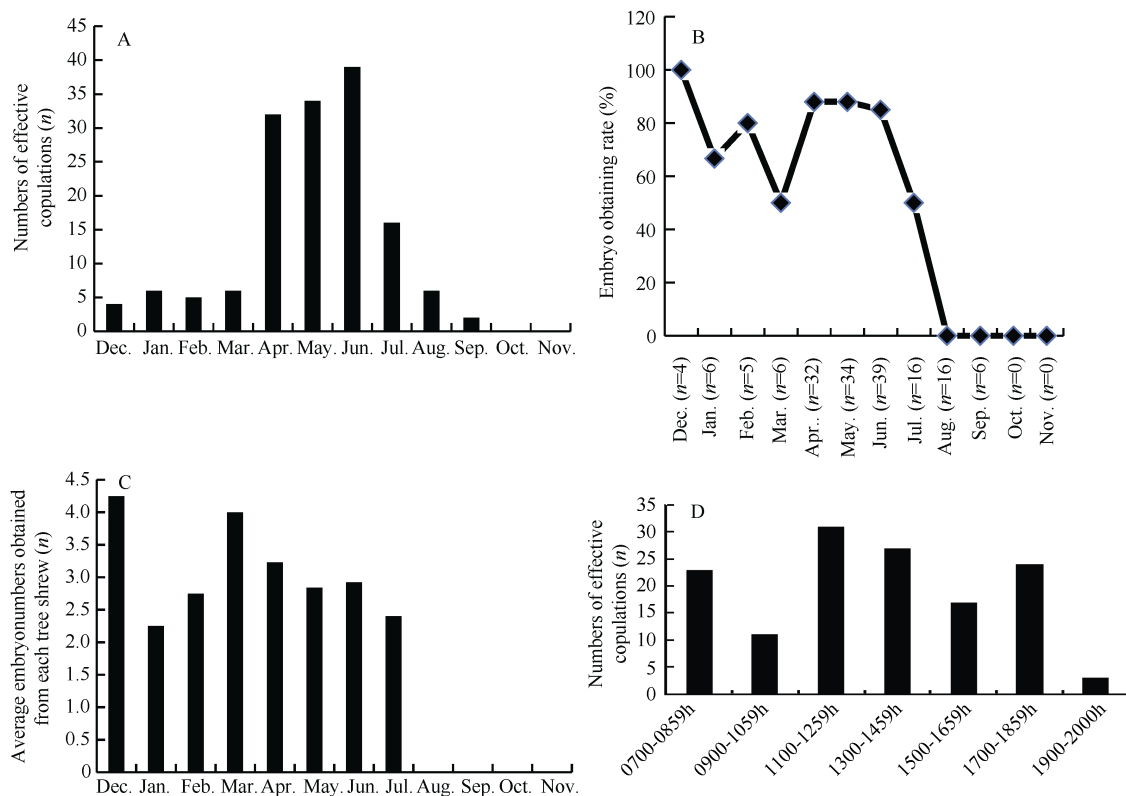 A
Numbers of effective
copulations (n)
45
40
35
30
25
20
15
10
5
0
Dec. Jan. Feb. Mar. Apr. May. Jun. Jul. Aug. Sep. Oct. Nov.
B
Embryo obtaining rate (%)
120
100
80
60
40
20
0
Dec. (n=4)
Jan. (n=6)
Feb. (n=5)
Mar. (n=6)
Apr.. (n=32)
May. (n=34)
Jun. (n=39)
Jul. (n=16)
Aug. (n=16)
Sep. (n=6)
Oct. (n=0)
Nov. (n=0)
C
Average embryonumbers obtained
from each tree shrew (n)
4.5
4.0
3.5
3.0
2.5
2.0
1.5
1.0
0.5
0
Dec. Jan. Feb. Mar. Apr. May. Jun. Jul. Aug. Sep. Oct. Nov.
D
Numbers of effective
copulations (n)
35
30
25
20
15
10
5
0
0700-0859h
0900-1059h
1100-1259h
1300-1459h
1500-1659h
1700-1859h
1900-2000h